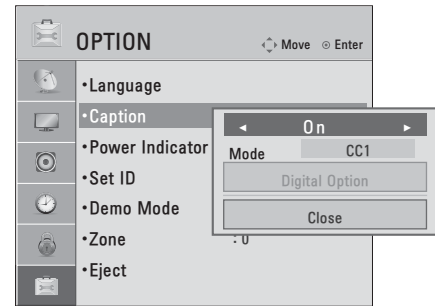 OPTION
Move ⊙ Enter
•Language
•Caption
•Power Indicator
•Set ID
•Demo Mode
•Zone : 0
•Eject
◄ On ►
Mode CC1
Digital Option
Close